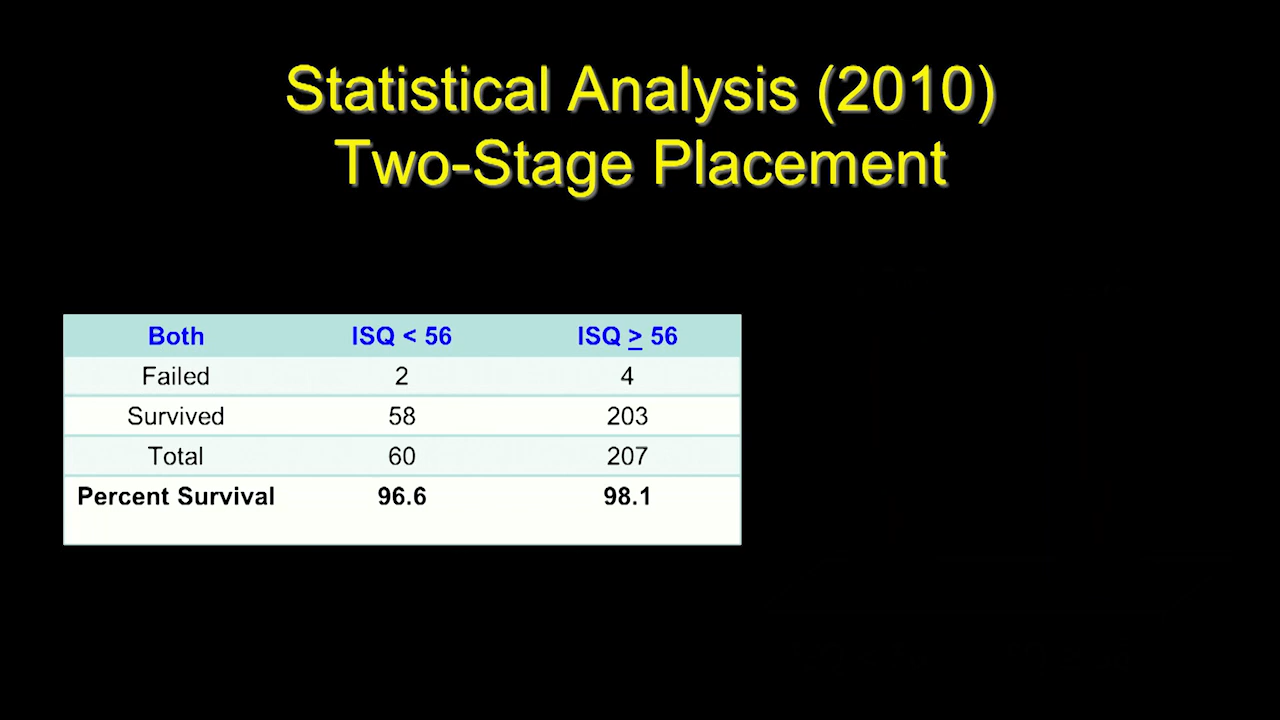 Statistical Analysis (2010)
Two-Stage Placement
Both ISQ < 56 ISQ ≥ 56
Failed 2 4
Survived 58 203
Total 60 207
Percent Survival 96.6 98.1